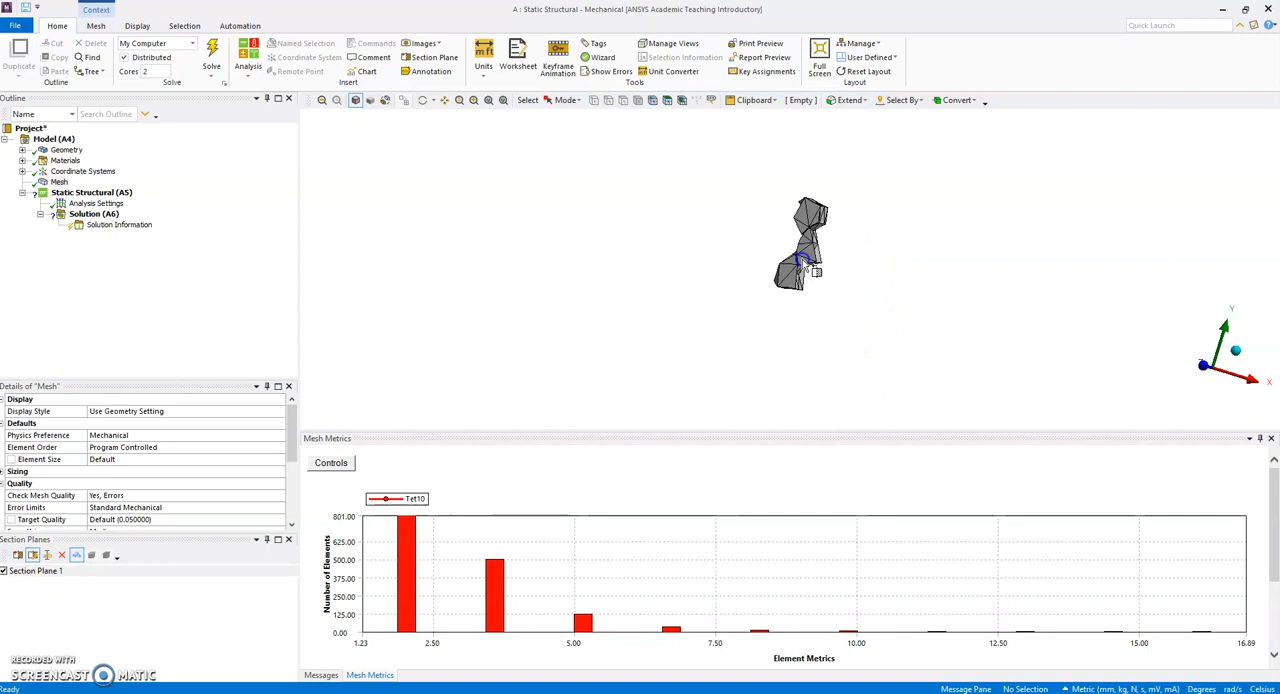 Context
A : Static Structural - Mechanical [ANSYS Academic Teaching Introductory]
File Home Mesh Display Selection Automation
Quick Launch
Duplicate Cut Copy Paste Delete Find Tree
Outline
My Computer Distributed Cores 2 Solve
Solve
Analysis Named Selection Coordinate System Remote Point Commands Comment Chart Images Section Plane Annotation
Insert
Units Worksheet Keyframe Animation Tags Wizard Show Errors Manage Views Selection Information Unit Converter Print Preview Report Preview Key Assignments
Tools
Full Screen Manage User Defined Reset Layout
Layout
Outline
Select Mode Clipboard [ Empty ] Extend Select By Convert
Name Search Outline
Project*
Model (A4)
Geometry
Materials
Coordinate Systems
Mesh
Static Structural (A5)
Analysis Settings
Solution (A6)
Solution Information
Y
X
Details of "Mesh"
Display
Display Style Use Geometry Setting
Defaults
Physics Preference Mechanical
Element Order Program Controlled
Element Size Default
Sizing
Quality
Check Mesh Quality Yes, Errors
Error Limits Standard Mechanical
Target Quality Default (0.050000)
Section Planes
Section Plane 1
Mesh Metrics
Controls
Tet10
Number of Elements
801.00
625.00
500.00
375.00
250.00
125.00
0.00
1.23 2.50 5.00 7.50 10.00 12.50 15.00 16.89
Element Metrics
Messages Mesh Metrics
RECORDED WITH
SCREENCAST MATIC
Ready Message Pane No Selection Metric (mm, kg, N, s, mV, mA) Degrees rad/s Celsius